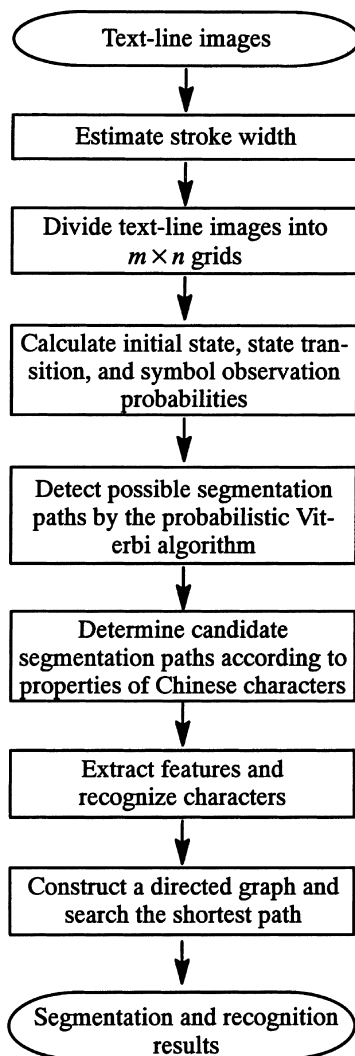 Text-line images
Estimate stroke width
Divide text-line images into
m × n grids
Calculate initial state, state tran-
sition, and symbol observation
probabilities
Detect possible segmentation
paths by the probabilistic Vit-
erbi algorithm
Determine candidate
segmentation paths according to
properties of Chinese characters
Extract features and
recognize characters
Construct a directed graph and
search the shortest path
Segmentation and recognition
results